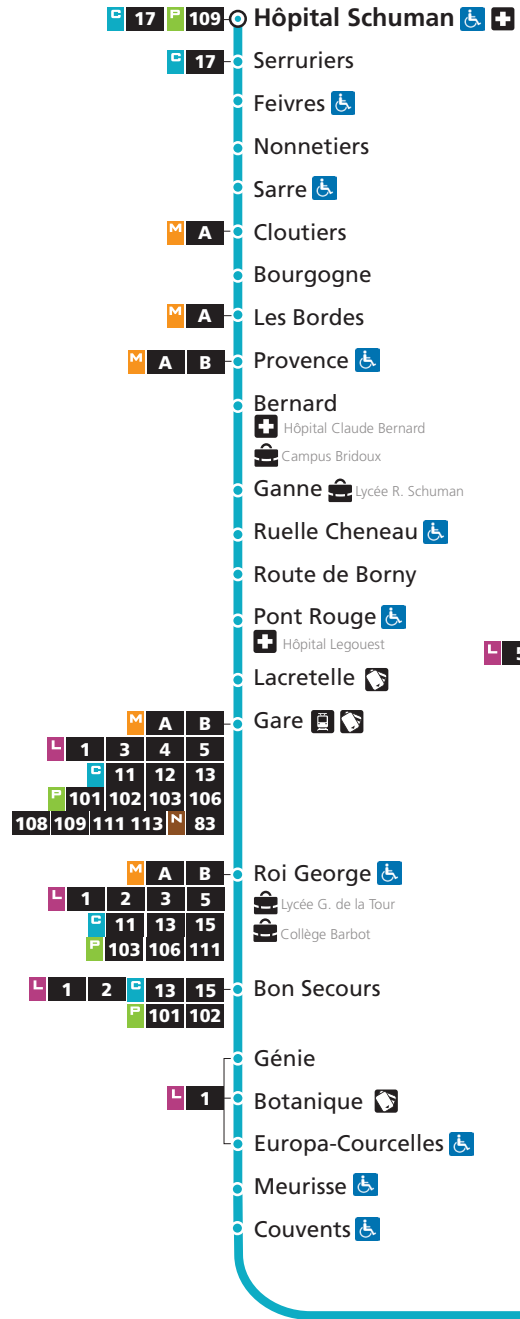 C 17 P 109 Hôpital Schuman
C 17 Serruriers
Feivres
Nonnetiers
Sarre
M A Cloutiers
Bourgogne
M A Les Bordes
M A B Provence
Bernard
Hôpital Claude Bernard
Campus Bridoux
Ganne Lycée R. Schuman
Ruelle Cheneau
Route de Borny
Pont Rouge
Hôpital Legouest
L
Lacretelle
M A B Gare
L 1 3 4 5
C 11 12 13
P 101 102 103 106
108 109 111 113 N 83
M A B Roi George
L 1 2 3 5 Lycée G. de la Tour
C 11 13 15 Collège Barbot
P 103 106 111
L 1 2 C 13 15 Bon Secours
P 101 102
Génie
L 1 Botanique
Europa-Courcelles
Meurisse
Couvents